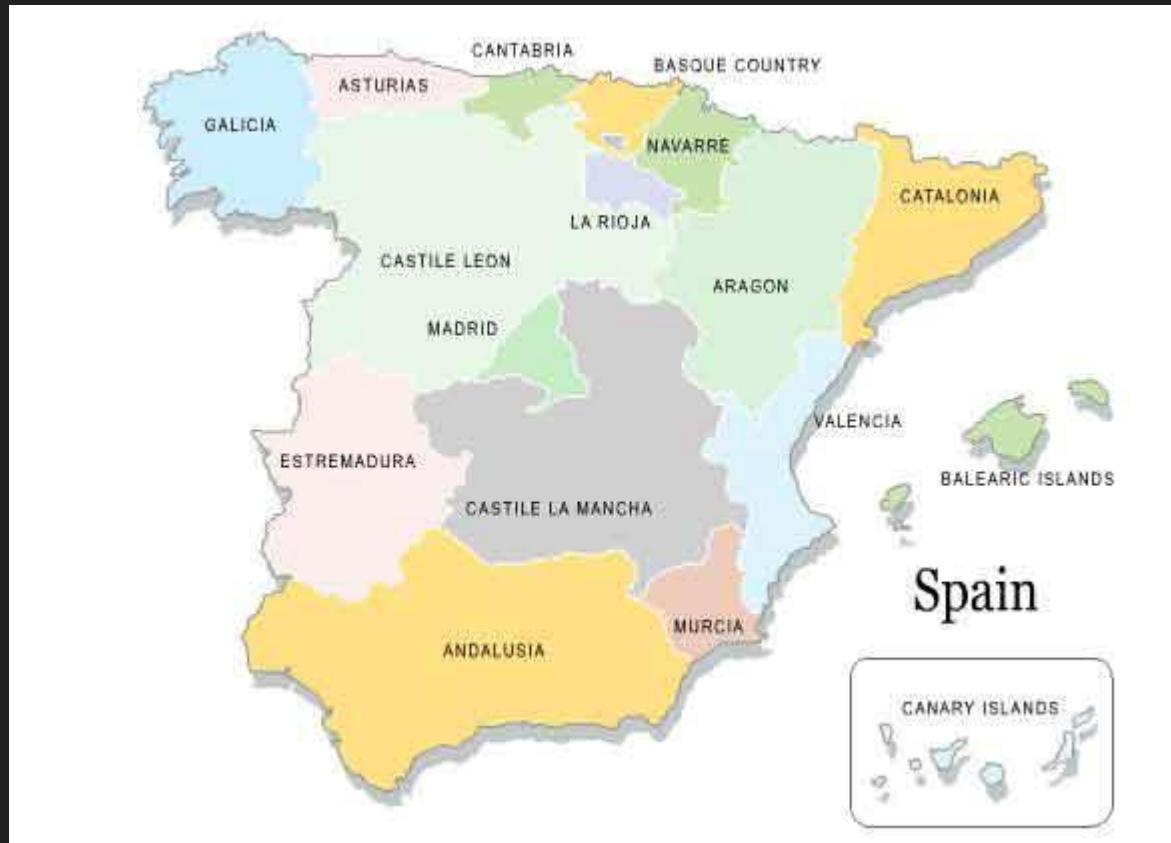 CANTABRIA
BASQUE COUNTRY
ASTURIAS
GALICIA
NAVARRE
CATALONIA
LA RIOJA
CASTILE LEON
ARAGON
MADRID
VALENCIA
ESTREMADURA
BALEARIC ISLANDS
CASTILE LA MANCHA
Spain
MURCIA
ANDALUSIA
CANARY ISLANDS